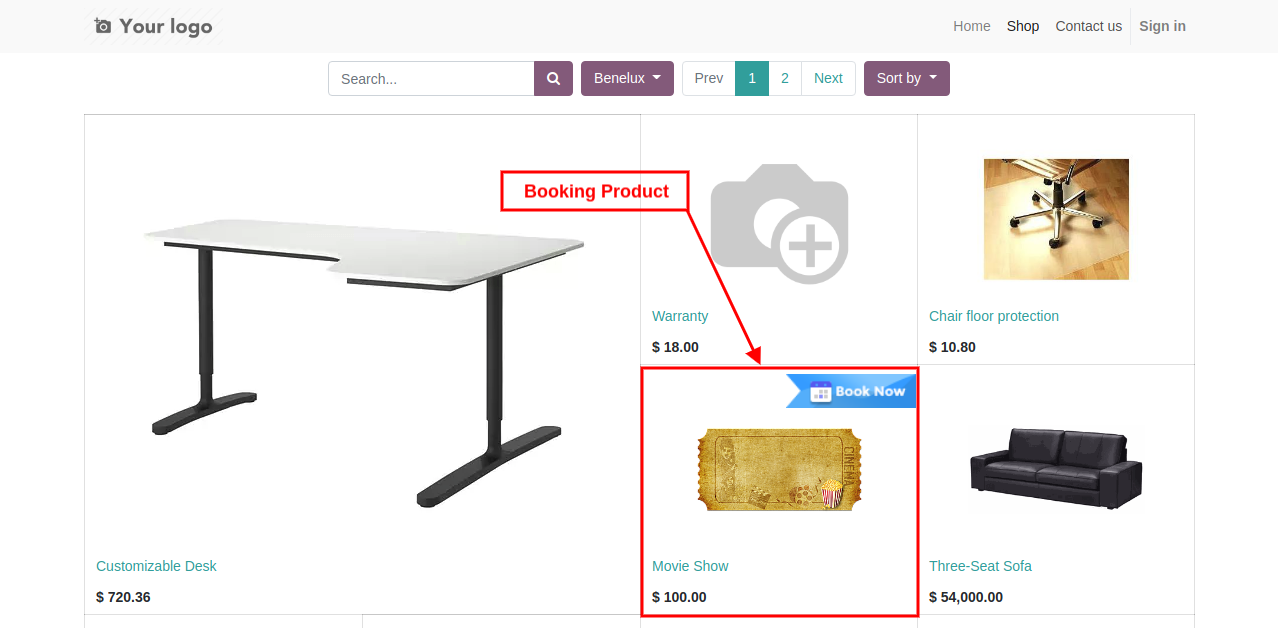 Your logo
Home Shop Contact us Sign in
Search... Benelux Prev 1 2 Next Sort by
Booking Product
Warranty
$ 18.00
Chair floor protection
$ 10.80
Book Now
CINEMA
Customizable Desk
$ 720.36
Movie Show
$ 100.00
Three-Seat Sofa
$ 54,000.00